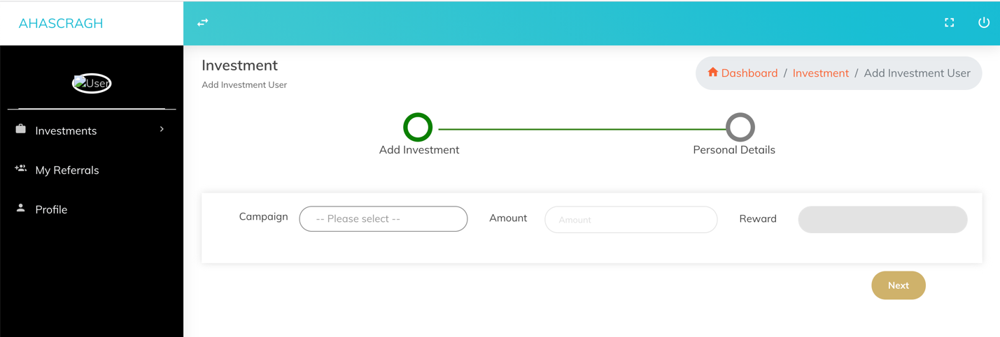 AHASCRAGH
User
Investments
My Referrals
Profile
Investment
Add Investment User
Dashboard / Investment / Add Investment User
Add Investment
Personal Details
Campaign -- Please select -- Amount Amount Reward
Next